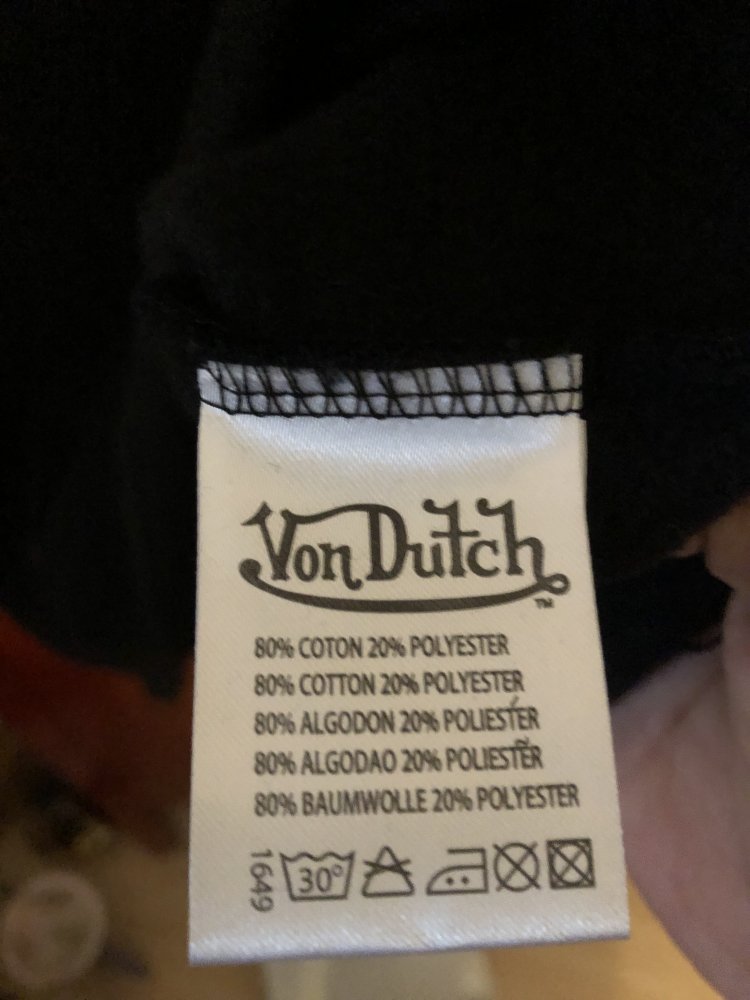 Von Dutch
TM
80% COTON 20% POLYESTER
80% COTTON 20% POLYESTER
80% ALGODON 20% POLIESTÉR
80% ALGODAO 20% POLIESTER̃
80% BAUMWOLLE 20% POLYESTER
1649
30°